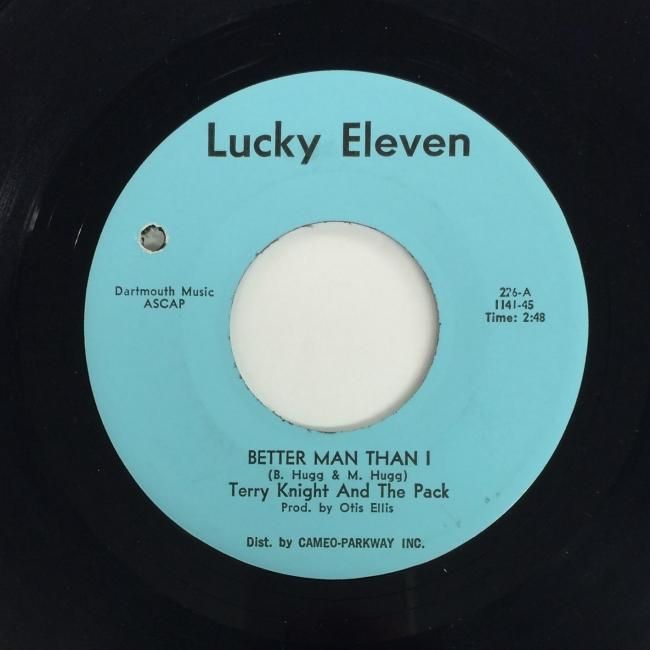 Lucky Eleven
Dartmouth Music
ASCAP
226-A
1141-45
Time: 2:48
BETTER MAN THAN I
(B. Hugg & M. Hugg)
Terry Knight And The Pack
Prod. by Otis Ellis
Dist. by CAMEO-PARKWAY INC.